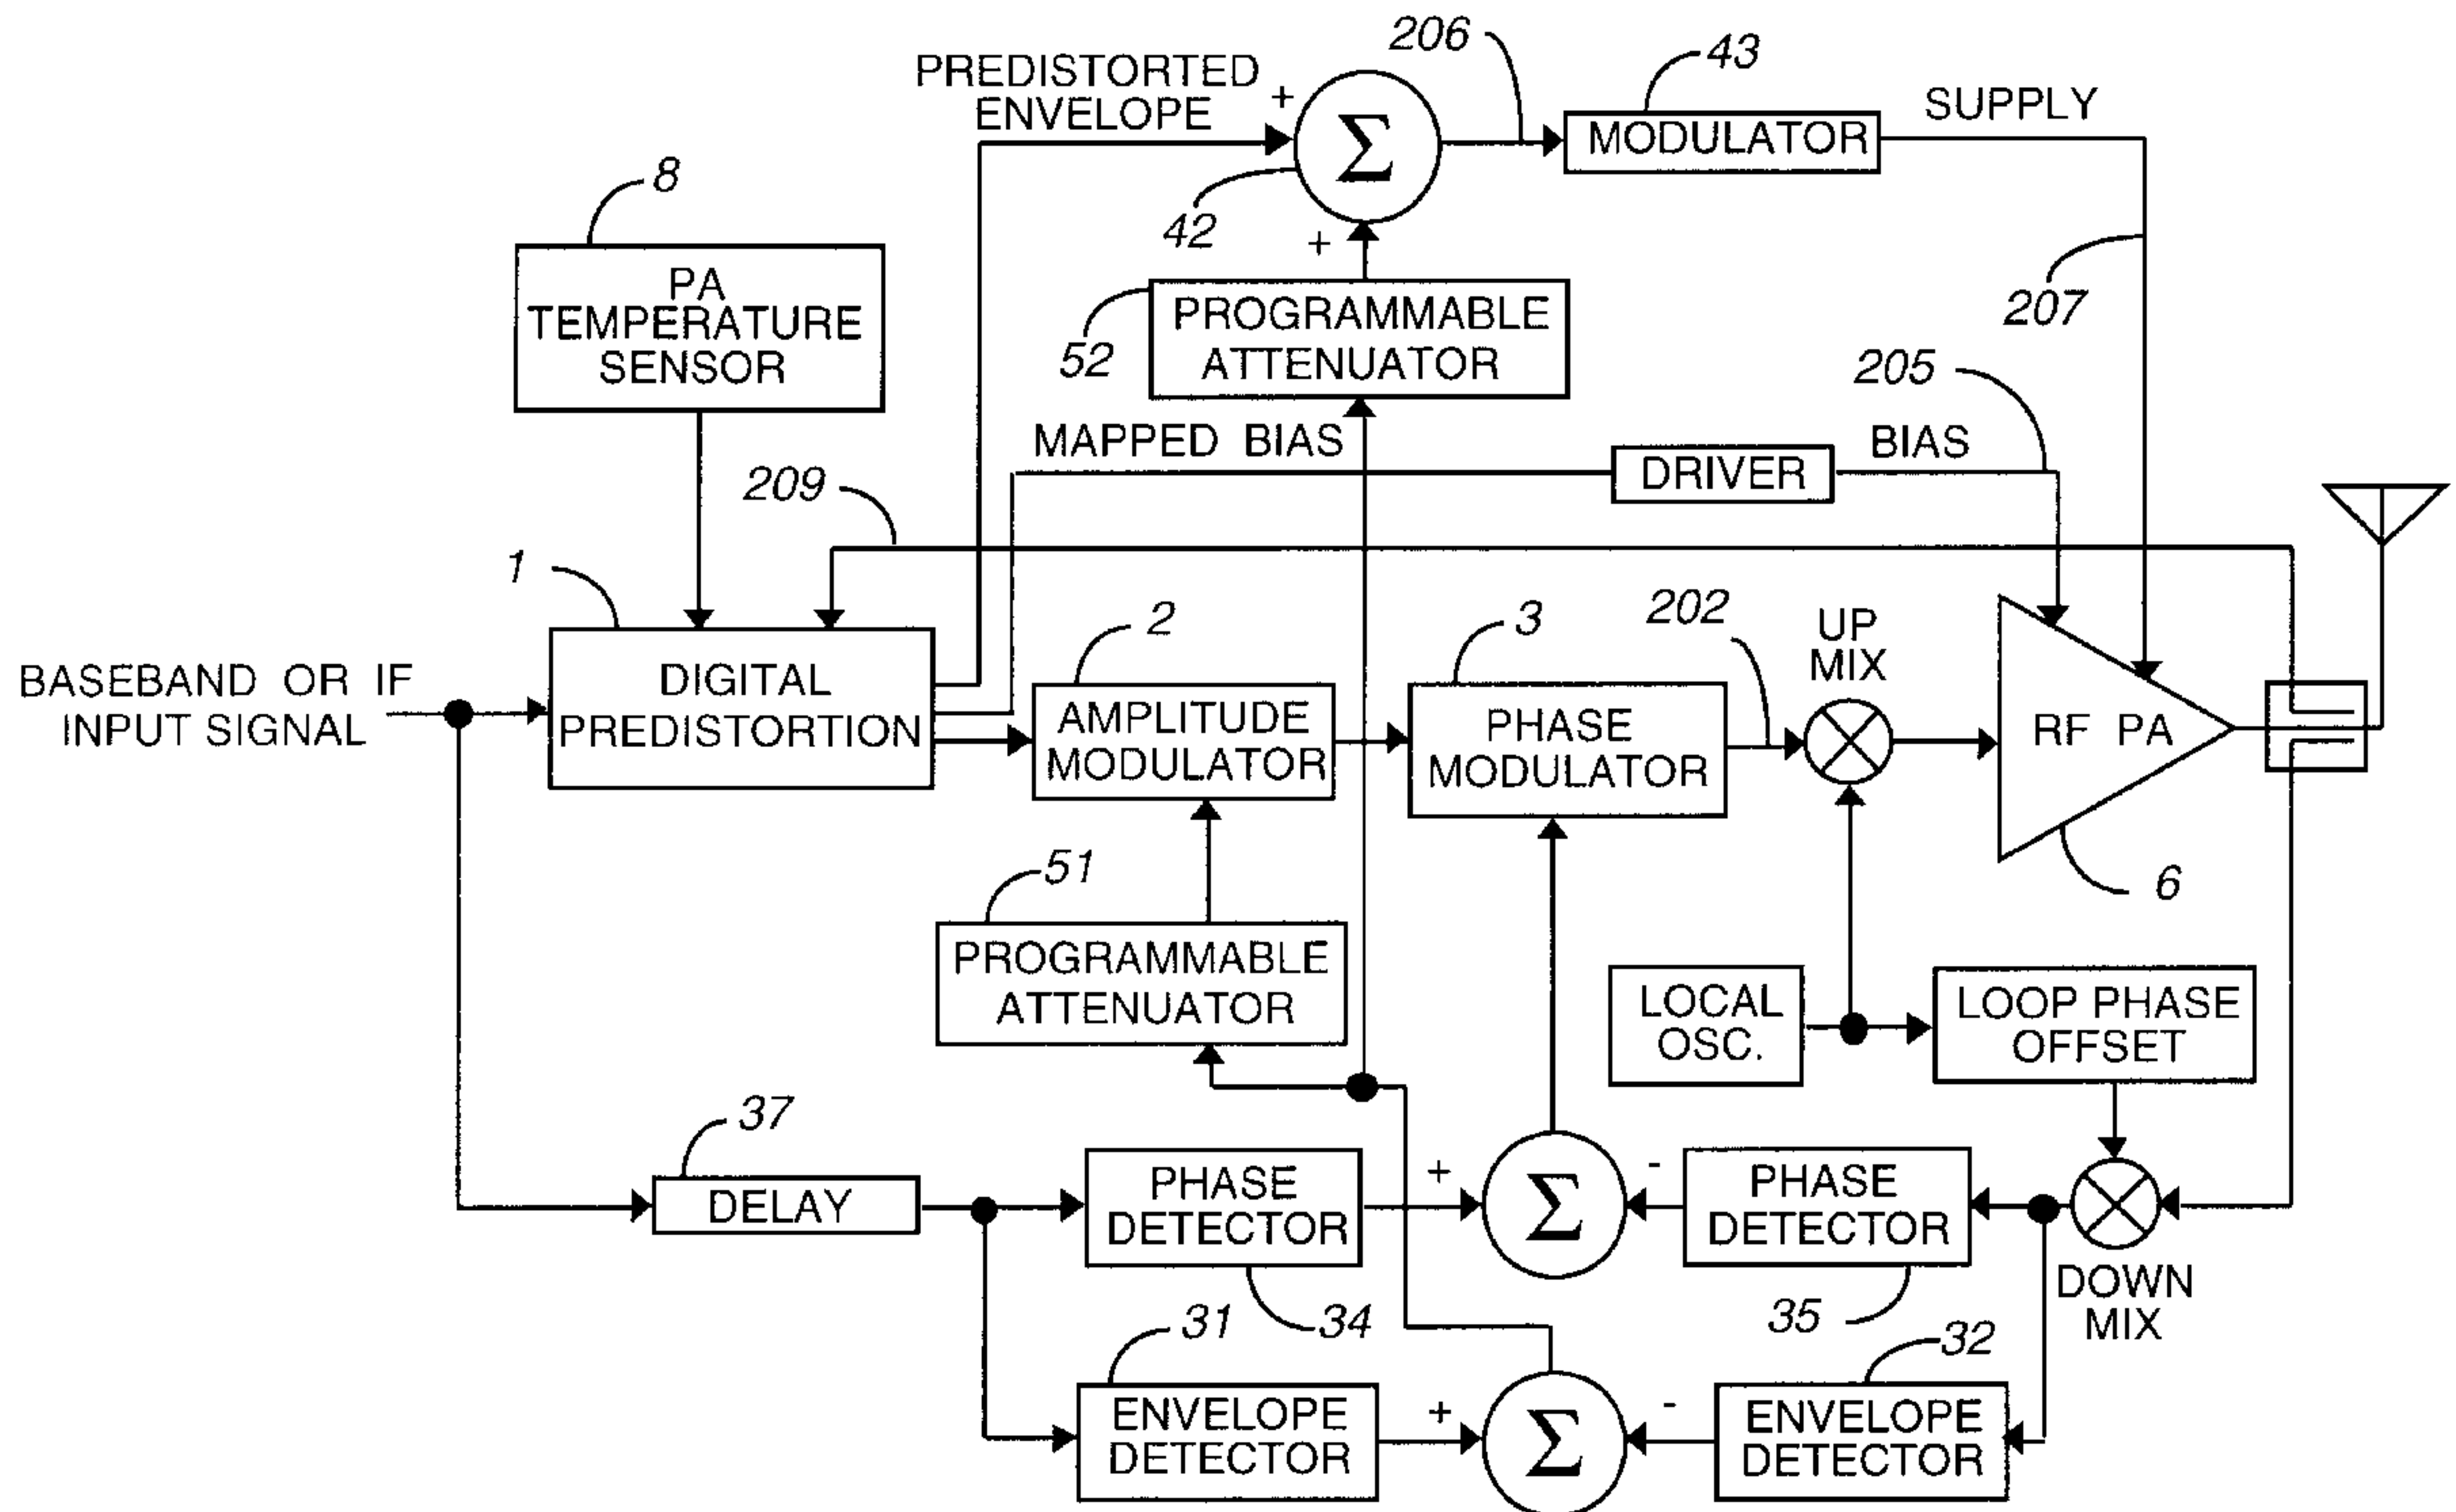 206
43
PREDISTORTED
ENVELOPE
+
Σ
MODULATOR
SUPPLY
8
42
+
PA
TEMPERATURE
SENSOR
PROGRAMMABLE
ATTENUATOR
52
207
205
MAPPED BIAS
DRIVER
BIAS
209
1
2
3
202
UP
MIX
BASEBAND OR IF
INPUT SIGNAL
DIGITAL
PREDISTORTION
AMPLITUDE
MODULATOR
PHASE
MODULATOR
RF PA
51
6
PROGRAMMABLE
ATTENUATOR
LOCAL
OSC.
LOOP PHASE
OFFSET
37
DELAY
PHASE
DETECTOR
+
Σ
-
PHASE
DETECTOR
DOWN
MIX
31
34
35
32
ENVELOPE
DETECTOR
+
Σ
-
ENVELOPE
DETECTOR